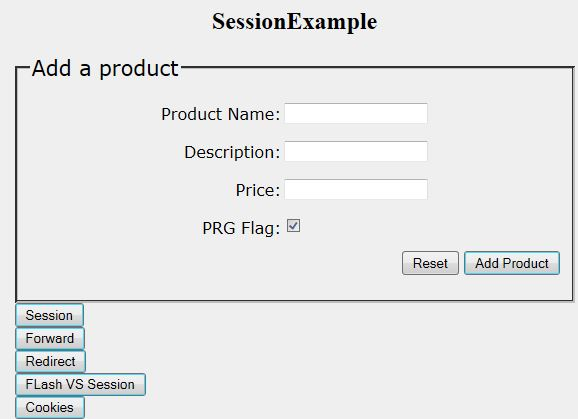 SessionExample
Add a product
Product Name:
Description:
Price:
PRG Flag:
Reset Add Product
Session
Forward
Redirect
FLash VS Session
Cookies